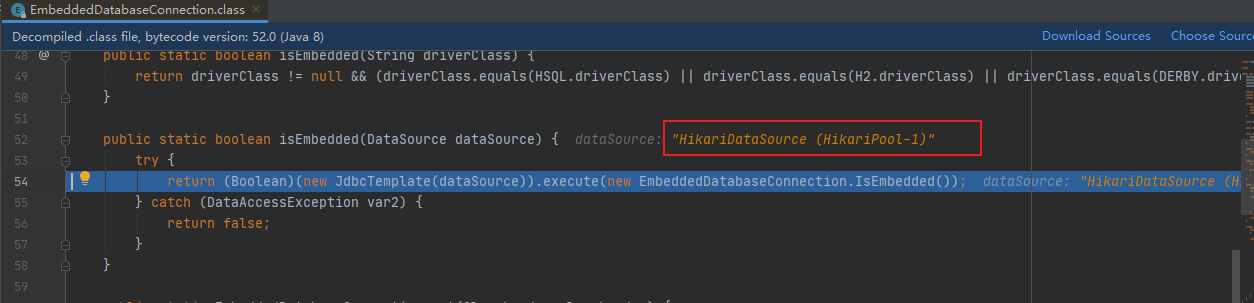 EmbeddedDatabaseConnection.class
Decompiled .class file, bytecode version: 52.0 (Java 8) Download Sources Choose Sour
48 @ public static boolean isEmbedded(String driverClass) {
49 return driverClass != null && (driverClass.equals(HSQL.driverClass) || driverClass.equals(H2.driverClass) || driverClass.equals(DERBY.drive
50 }
51
52 public static boolean isEmbedded(DataSource dataSource) { dataSource: "HikariDataSource (HikariPool-1)"
53 try {
54 return (Boolean)(new JdbcTemplate(dataSource)).execute(new EmbeddedDatabaseConnection.IsEmbedded()); dataSource: "HikariDataSource (H
55 } catch (DataAccessException var2) {
56 return false;
57 }
58 }
59